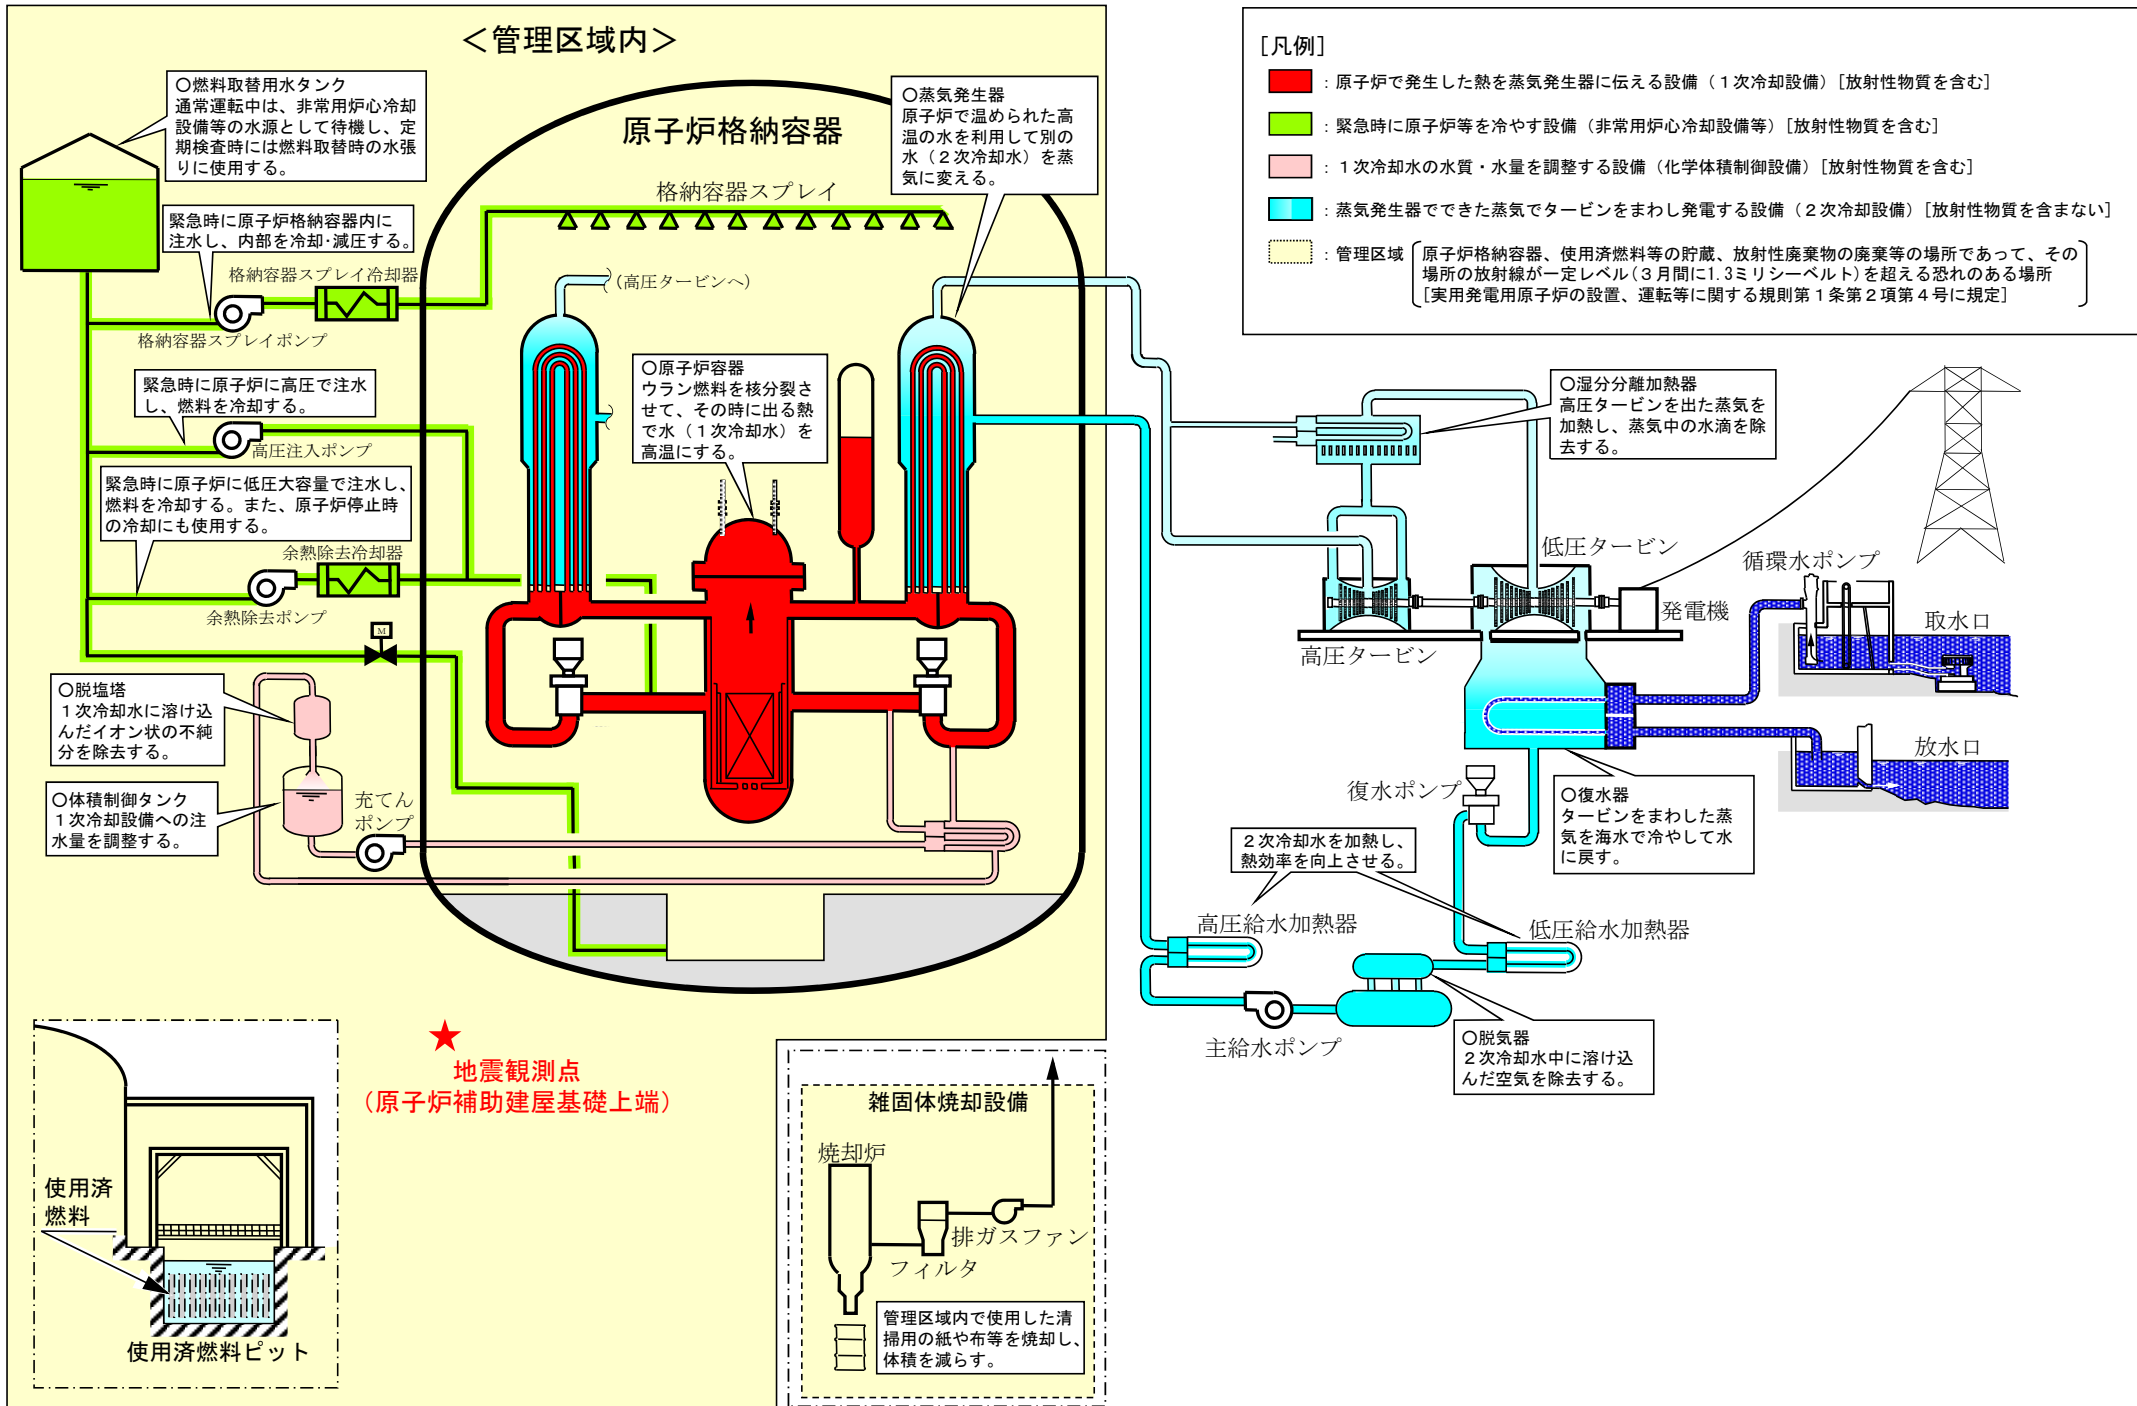 ＜管理区域内＞
○燃料取替用水タンク
通常運転中は、非常用炉心冷却
設備等の水源として待機し、定
期検査時には燃料取替時の水張
りに使用する。
原子炉格納容器
○蒸気発生器
原子炉で温められた高
温の水を利用して別の
水（２次冷却水）を蒸
気に変える。
格納容器スプレイ
緊急時に原子炉格納容器内に
注水し、内部を冷却･減圧する。
格納容器スプレイ冷却器
格納容器スプレイポンプ
(高圧タービンへ)
○原子炉容器
ウラン燃料を核分裂さ
せて、その時に出る熱
で水（１次冷却水）を
高温にする。
緊急時に原子炉に高圧で注水
し、燃料を冷却する。
高圧注入ポンプ
緊急時に原子炉に低圧大容量で注水し、
燃料を冷却する。また、原子炉停止時
の冷却にも使用する。
余熱除去冷却器
余熱除去ポンプ
M
○脱塩塔
１次冷却水に溶け込
んだイオン状の不純
分を除去する。
○体積制御タンク
１次冷却設備への注
水量を調整する。
充てん
ポンプ
★
地震観測点
（原子炉補助建屋基礎上端）
使用済
燃料
使用済燃料ピット
雑固体焼却設備
焼却炉
排ガスファン
フィルタ
管理区域内で使用した清
掃用の紙や布等を焼却し、
体積を減らす。
[凡例]
：原子炉で発生した熱を蒸気発生器に伝える設備（１次冷却設備）[放射性物質を含む]
：緊急時に原子炉等を冷やす設備（非常用炉心冷却設備等）[放射性物質を含む]
：１次冷却水の水質・水量を調整する設備（化学体積制御設備）[放射性物質を含む]
：蒸気発生器でできた蒸気でタービンをまわし発電する設備（２次冷却設備）[放射性物質を含まない]
：管理区域 原子炉格納容器、使用済燃料等の貯蔵、放射性廃棄物の廃棄等の場所であって、その
場所の放射線が一定レベル(３月間に1.3ミリシーベルト)を超える恐れのある場所
[実用発電用原子炉の設置、運転等に関する規則第１条第２項第４号に規定]
○湿分分離加熱器
高圧タービンを出た蒸気を
加熱し、蒸気中の水滴を除
去する。
低圧タービン
高圧タービン
発電機
循環水ポンプ
取水口
放水口
復水ポンプ
○復水器
タービンをまわした蒸
気を海水で冷やして水
に戻す。
２次冷却水を加熱し、
熱効率を向上させる。
高圧給水加熱器
低圧給水加熱器
主給水ポンプ
○脱気器
２次冷却水中に溶け込
んだ空気を除去する。